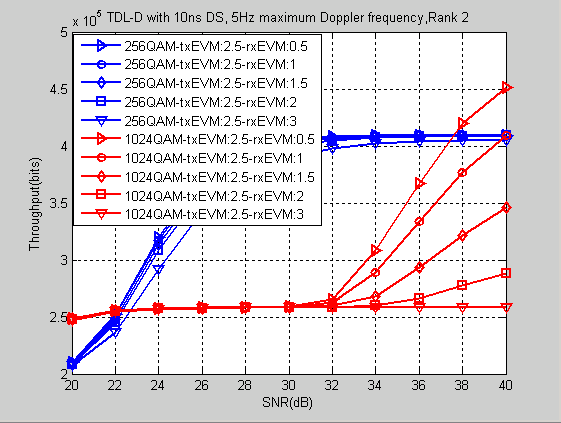 x 10^5 TDL-D with 10ns DS, 5Hz maximum Doppler frequency,Rank 2
5
4.5
4
3.5
3
2.5
2
Throughput(bits)
256QAM-txEVM:2.5-rxEVM:0.5
256QAM-txEVM:2.5-rxEVM:1
256QAM-txEVM:2.5-rxEVM:1.5
256QAM-txEVM:2.5-rxEVM:2
256QAM-txEVM:2.5-rxEVM:3
1024QAM-txEVM:2.5-rxEVM:0.5
1024QAM-txEVM:2.5-rxEVM:1
1024QAM-txEVM:2.5-rxEVM:1.5
1024QAM-txEVM:2.5-rxEVM:2
1024QAM-txEVM:2.5-rxEVM:3
20 22 24 26 28 30 32 34 36 38 40
SNR(dB)